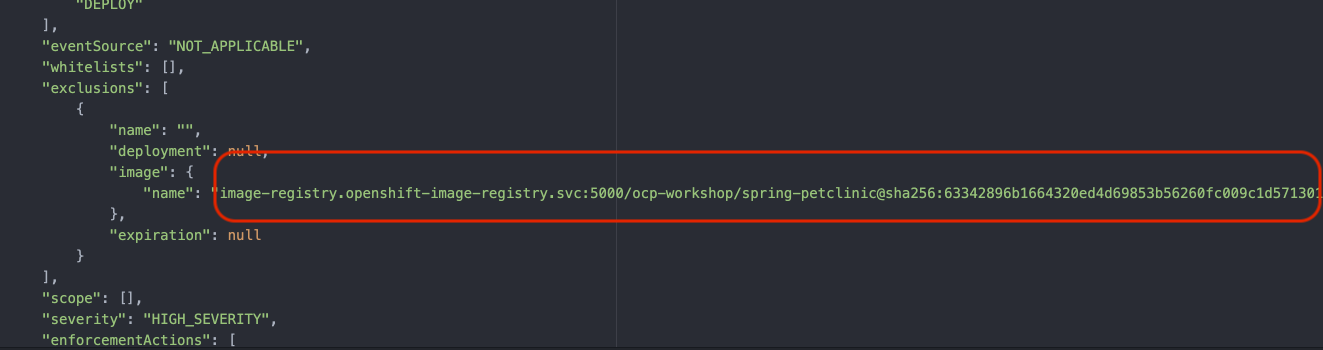 "DEPLOY"
],
"eventSource": "NOT_APPLICABLE",
"whitelists": [],
"exclusions": [
{
"name": "",
"deployment": null,
"image": {
"name": "image-registry.openshift-image-registry.svc:5000/ocp-workshop/spring-petclinic@sha256:63342896b1664320ed4d69853b56260fc009c1d571301
},
"expiration": null
}
],
"scope": [],
"severity": "HIGH_SEVERITY",
"enforcementActions": [